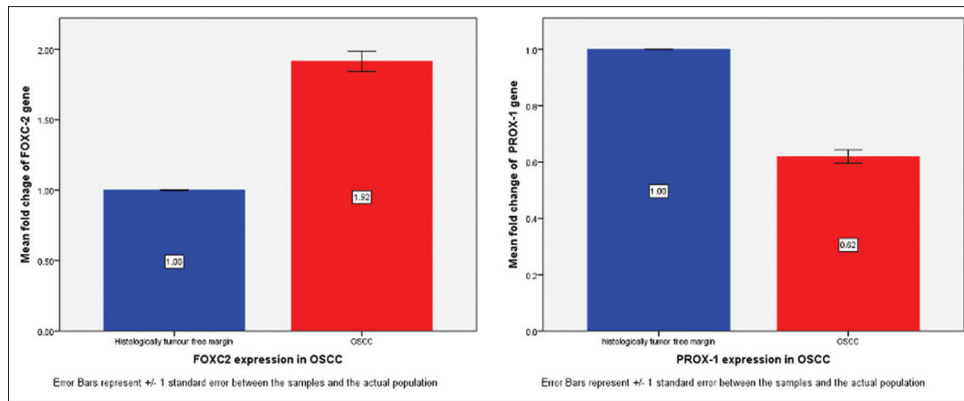 Mean fold chage of FOXC-2 gene
2.00
1.50
1.00
0.50
0.00
1.00
1.92
Histologically tumour free margin
OSCC
FOXC2 expression in OSCC
Error Bars represent +/- 1 standard error between the samples and the actual population
Mean fold change of PROX-1 gene
1.0
0.8
0.6
0.4
0.2
0.0
1.00
0.62
histologically tumor free margin
OSCC
PROX-1 expression in OSCC
Error Bars represent +/- 1 standard error between the samples and the actual population